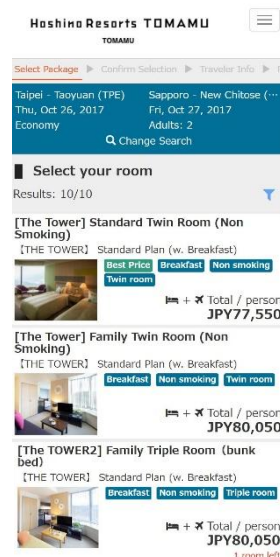 Hoshino Resorts TOMAMU
TOMAMU
Select Package ▶ Confirm Selection ▶ Traveler Info ▶
Taipei - Taoyuan (TPE) Sapporo - New Chitose (···
Thu, Oct 26, 2017 Fri, Oct 27, 2017
Economy Adults: 2
Change Search
Select your room
Results: 10/10
[The Tower] Standard Twin Room (Non
Smoking)
【THE TOWER】 Standard Plan (w. Breakfast)
Best Price Breakfast Non smoking
Twin room
+ Total / person
JPY77,550
[The Tower] Family Twin Room (Non
Smoking)
【THE TOWER】 Standard Plan (w. Breakfast)
Breakfast Non smoking Twin room
+ Total / person
JPY80,050
[The TOWER2] Family Triple Room (bunk
bed)
【THE TOWER】 Standard Plan (w. Breakfast)
Breakfast Non smoking Triple room
+ Total / person
JPY80,050
1 room left